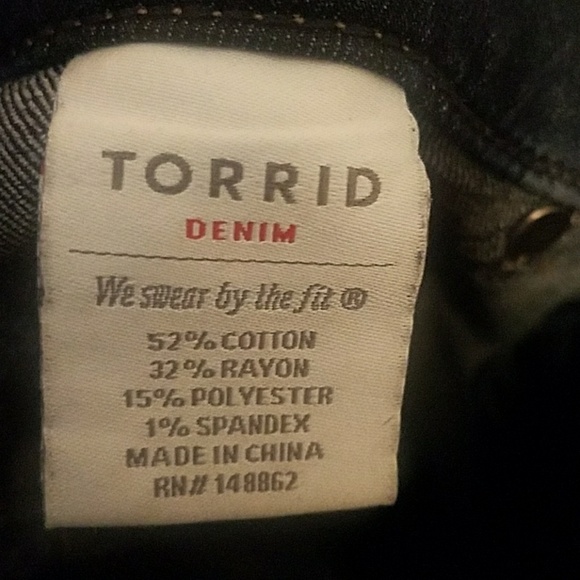 TORRID
DENIM
We swear by the fit ®
52% COTTON
32% RAYON
15% POLYESTER
1% SPANDEX
MADE IN CHINA
RN# 148862